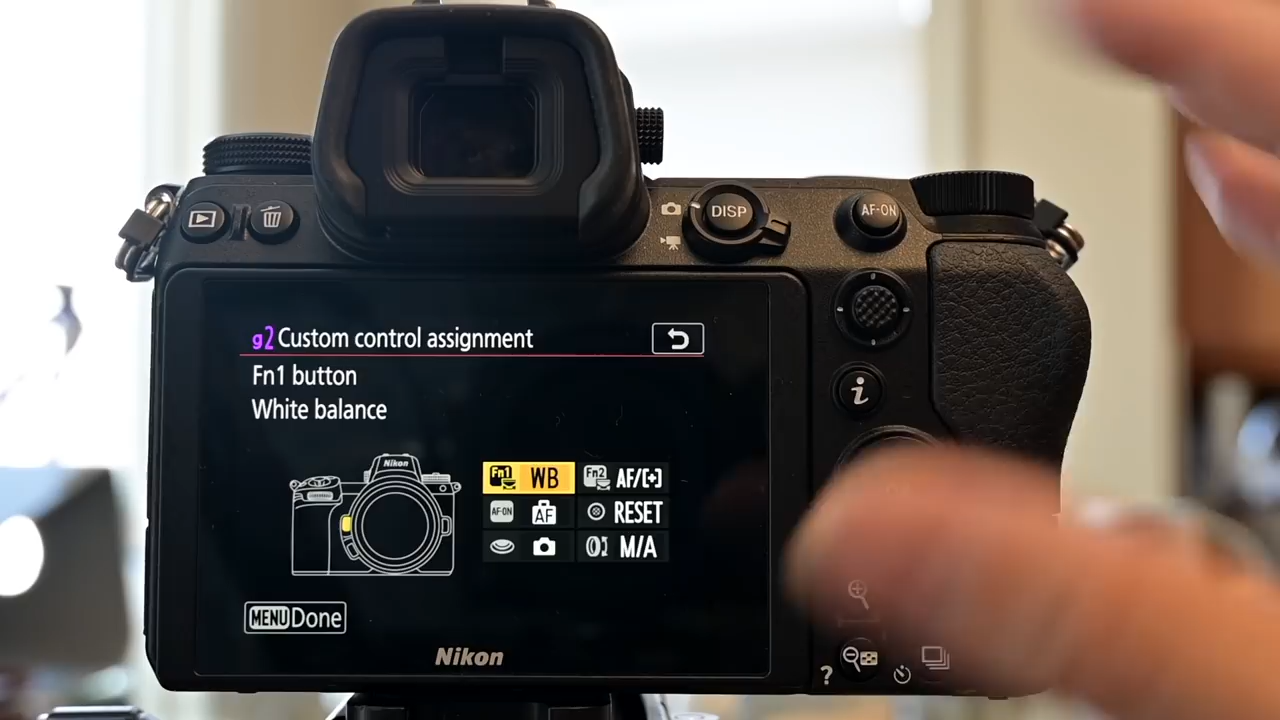 DISP
AF-ON
g2 Custom control assignment
Fn1 button
White balance
i
Nikon
Fn1 WB Fn2 AF/[+]
AF-ON AF RESET
M/A
MENU Done
Nikon
?